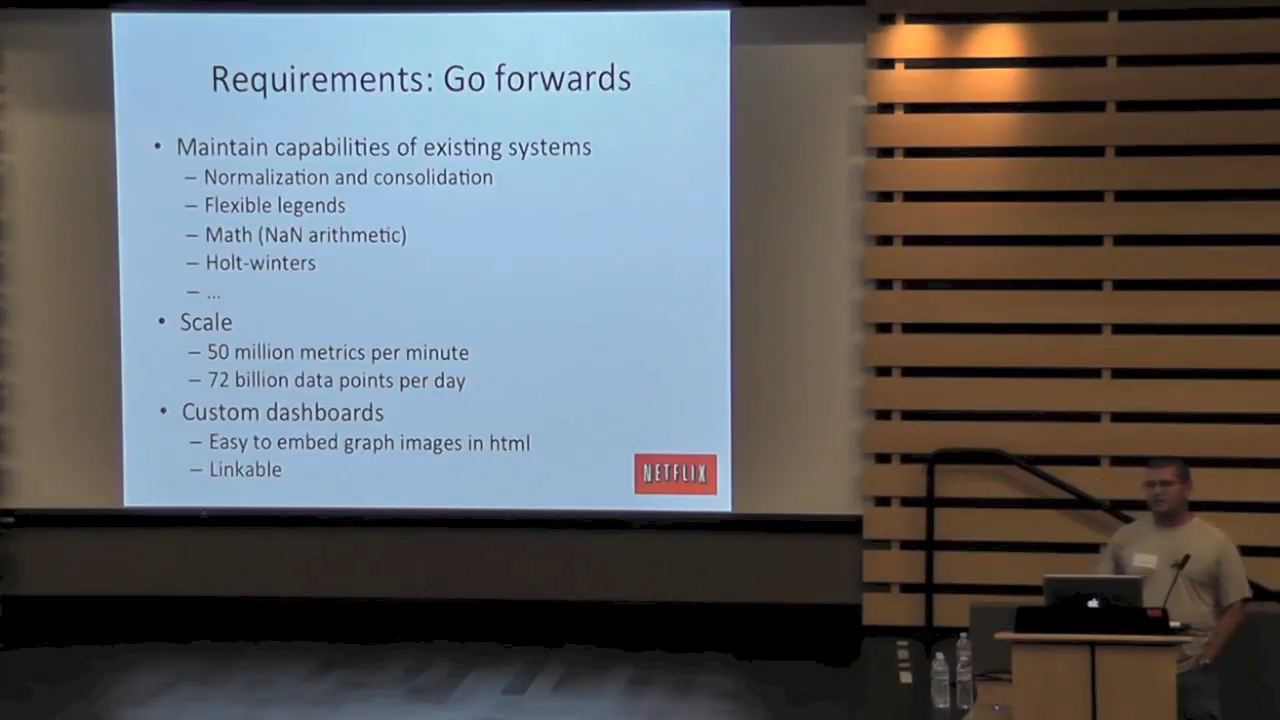 Requirements: Go forwards
• Maintain capabilities of existing systems
– Normalization and consolidation
– Flexible legends
– Math (NaN arithmetic)
– Holt-winters
– ...
• Scale
– 50 million metrics per minute
– 72 billion data points per day
• Custom dashboards
– Easy to embed graph images in html
– Linkable
NETFLIX